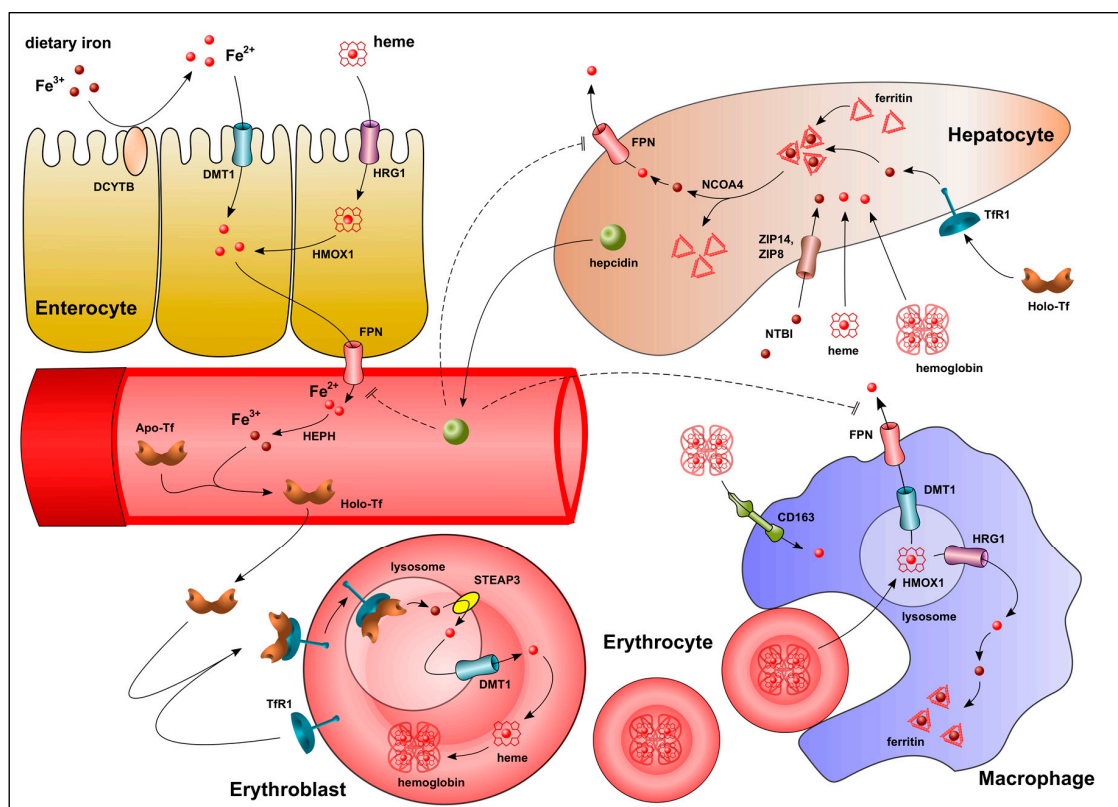 dietary iron
Fe3+
Fe2+
heme
DCYTB
DMT1
HRG1
HMOX1
Enterocyte
FPN
FPN
ferritin
Hepatocyte
NCOA4
TfR1
hepcidin
ZIP14,
ZIP8
Holo-Tf
NTBI
heme
hemoglobin
Fe2+
Fe3+
HEPH
Apo-Tf
Holo-Tf
FPN
DMT1
CD163
HRG1
HMOX1
lysosome
ferritin
Macrophage
lysosome
STEAP3
DMT1
TfR1
heme
hemoglobin
Erythroblast
Erythrocyte